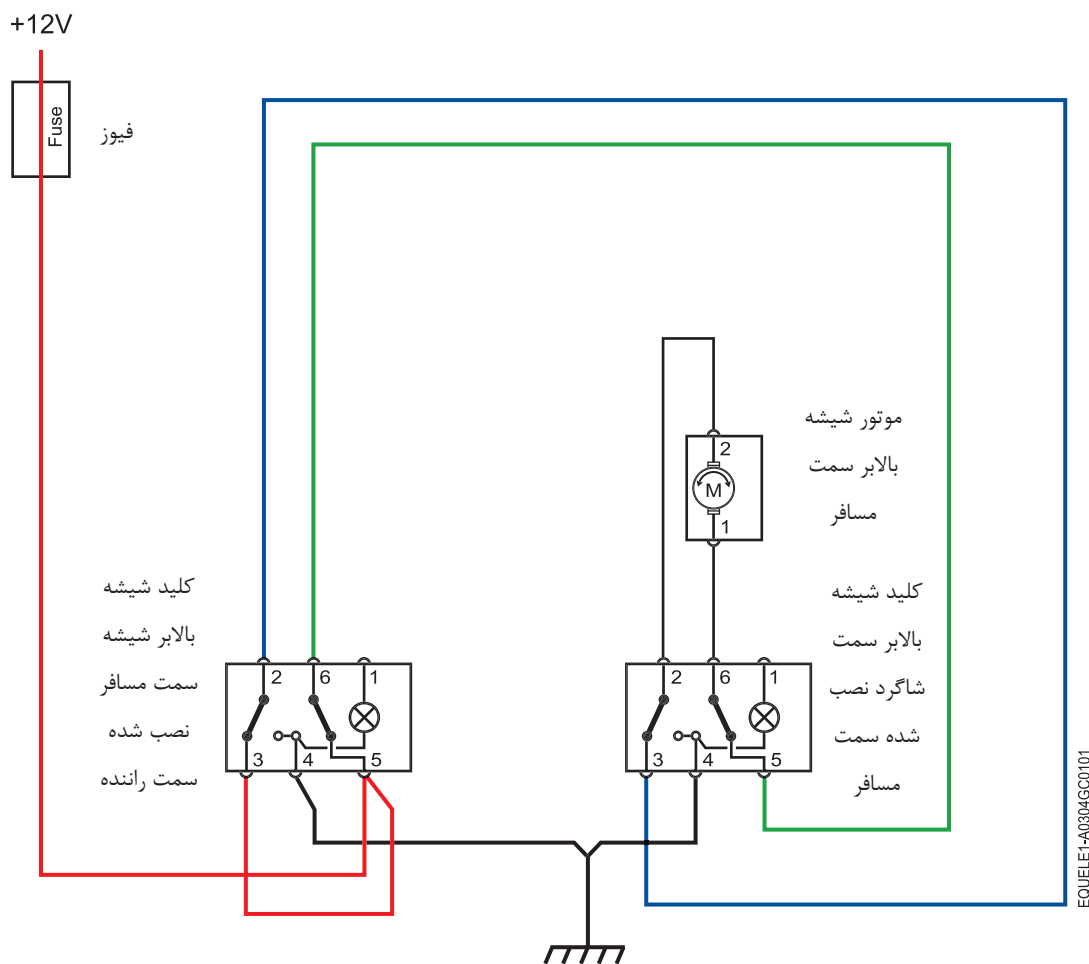 +12V
Fuse
فیوز
موتور شیشه
بالابر سمت
مسافر
2
M
1
کلید شیشه
بالابر شیشه
سمت مسافر
نصب شده
سمت راننده
2 6 1
3 4 5
کلید شیشه
بالابر سمت
شاگرد نصب
شده سمت
مسافر
2 6 1
3 4 5
EQUELE1-A0304GC0101